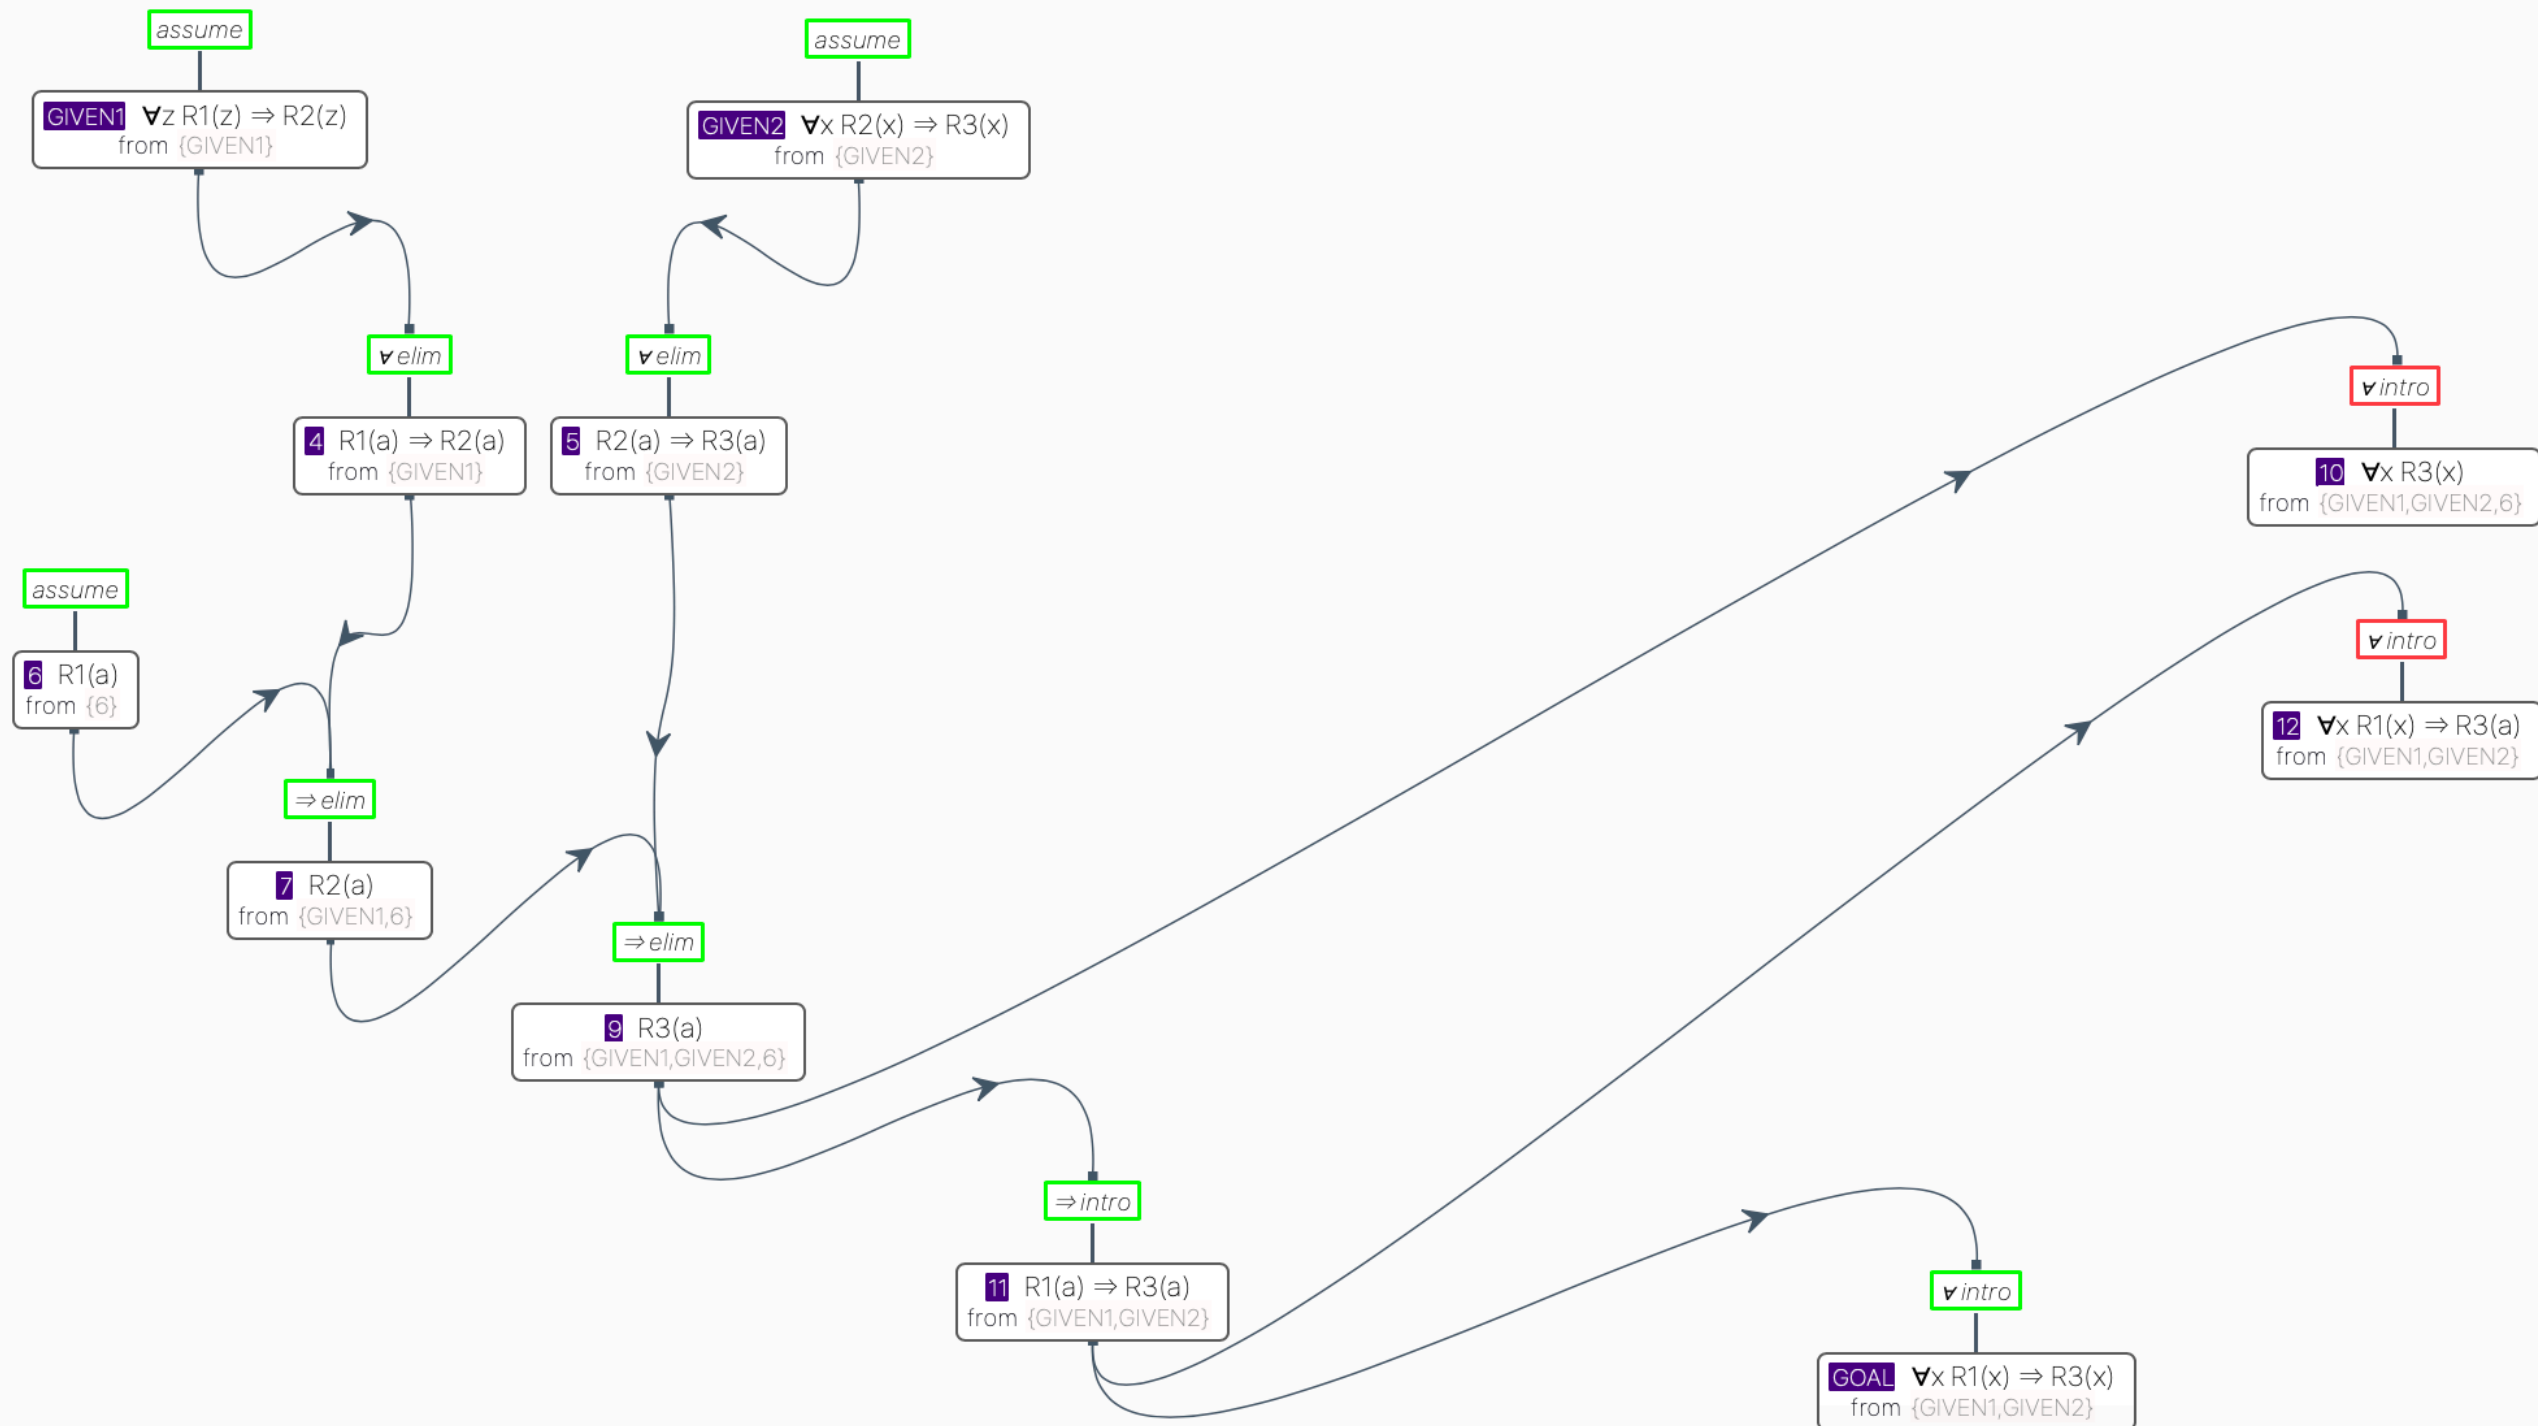 assume
GIVEN1 ∀z R1(z) ⇒ R2(z)
from {GIVEN1}
assume
GIVEN2 ∀x R2(x) ⇒ R3(x)
from {GIVEN2}
∀ elim
4 R1(a) ⇒ R2(a)
from {GIVEN1}
∀ elim
5 R2(a) ⇒ R3(a)
from {GIVEN2}
∀ intro
10 ∀x R3(x)
from {GIVEN1,GIVEN2,6}
assume
6 R1(a)
from {6}
∀ intro
12 ∀x R1(x) ⇒ R3(a)
from {GIVEN1,GIVEN2}
⇒ elim
7 R2(a)
from {GIVEN1,6}
⇒ elim
9 R3(a)
from {GIVEN1,GIVEN2,6}
⇒ intro
11 R1(a) ⇒ R3(a)
from {GIVEN1,GIVEN2}
∀ intro
GOAL ∀x R1(x) ⇒ R3(x)
from {GIVEN1,GIVEN2}